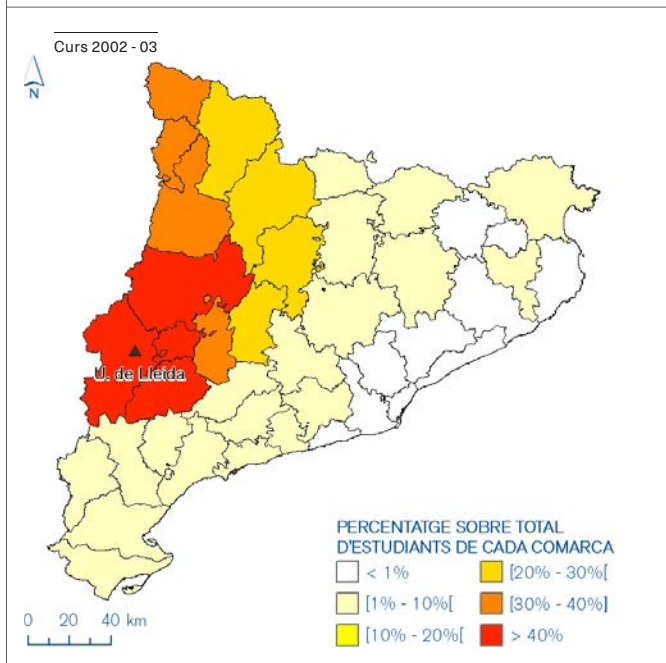 Curs 2002 - 03
N
U. de Lleida
PERCENTATGE SOBRE TOTAL
D'ESTUDIANTS DE CADA COMARCA
< 1%
[20% - 30%[
[1% - 10%[
[30% - 40%]
[10% - 20%[
> 40%
0 20 40 km